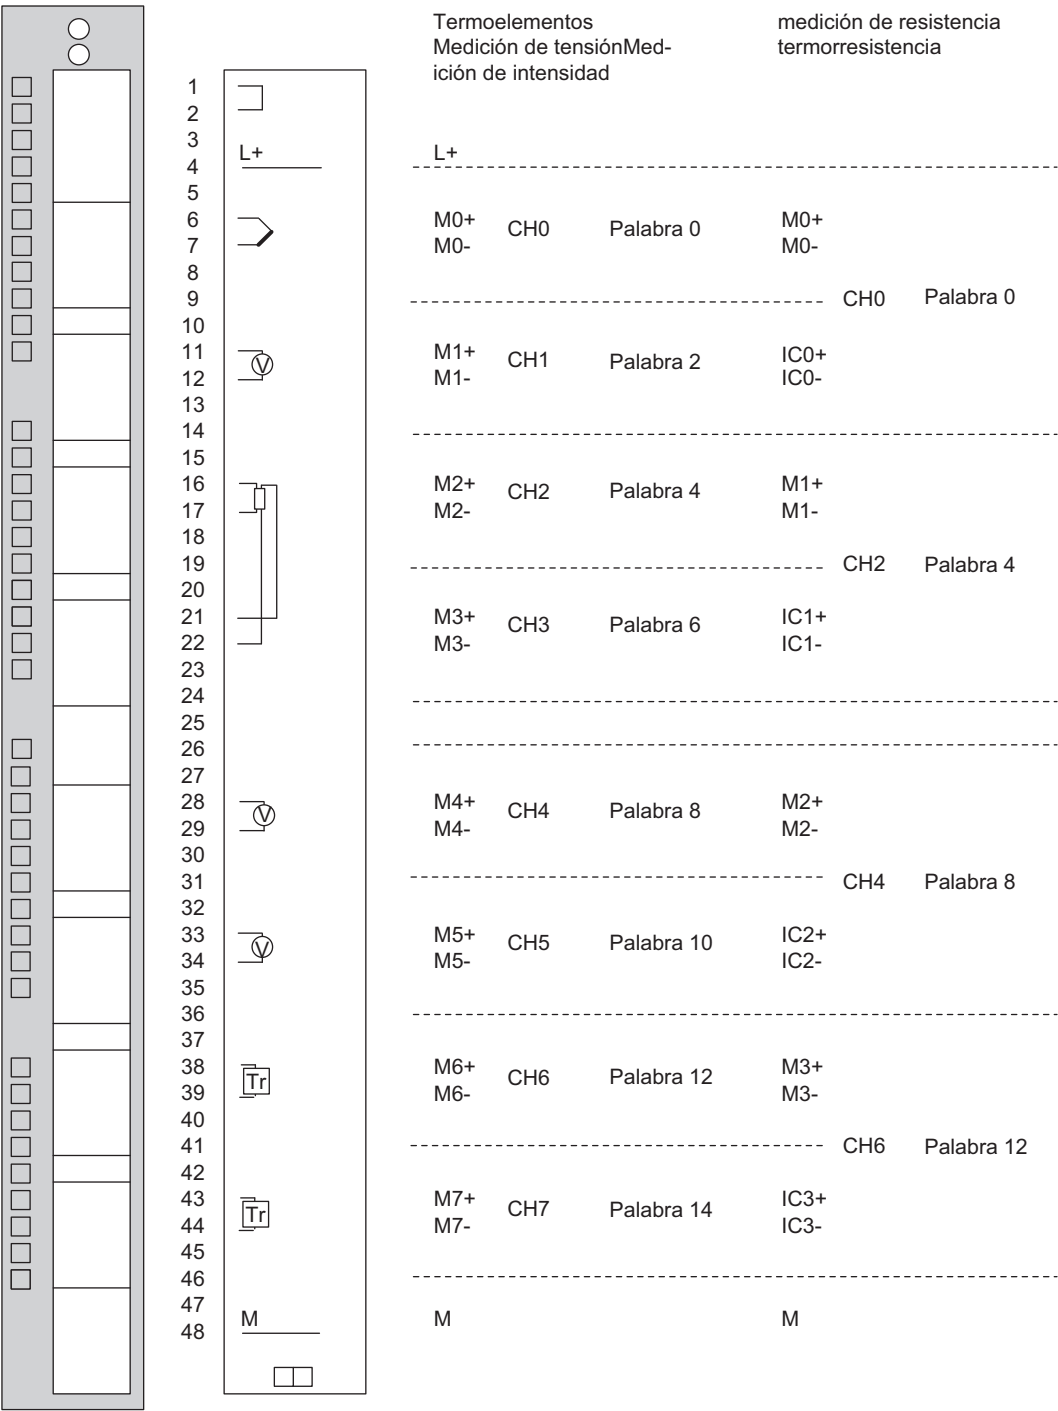 Termoelementos medición de resistencia
Medición de tensiónMed- termorresistencia
ición de intensidad
1
2
3
L+ L+
4
5
6 M0+ CH0 Palabra 0 M0+
7 M0- M0-
8
9 CH0 Palabra 0
10
11 M1+ CH1 Palabra 2 IC0+
12 V M1- IC0-
13
14
15
16 M2+ CH2 Palabra 4 M1+
17 M2- M1-
18
19 CH2 Palabra 4
20
21 M3+ CH3 Palabra 6 IC1+
22 M3- IC1-
23
24
25
26
27
28 V M4+ CH4 Palabra 8 M2+
29 M4- M2-
30
31 CH4 Palabra 8
32
33 V M5+ CH5 Palabra 10 IC2+
34 M5- IC2-
35
36
37
38 Tr M6+ CH6 Palabra 12 M3+
39 M6- M3-
40
41 CH6 Palabra 12
42
43 Tr M7+ CH7 Palabra 14 IC3+
44 M7- IC3-
45
46
47 M M M
48